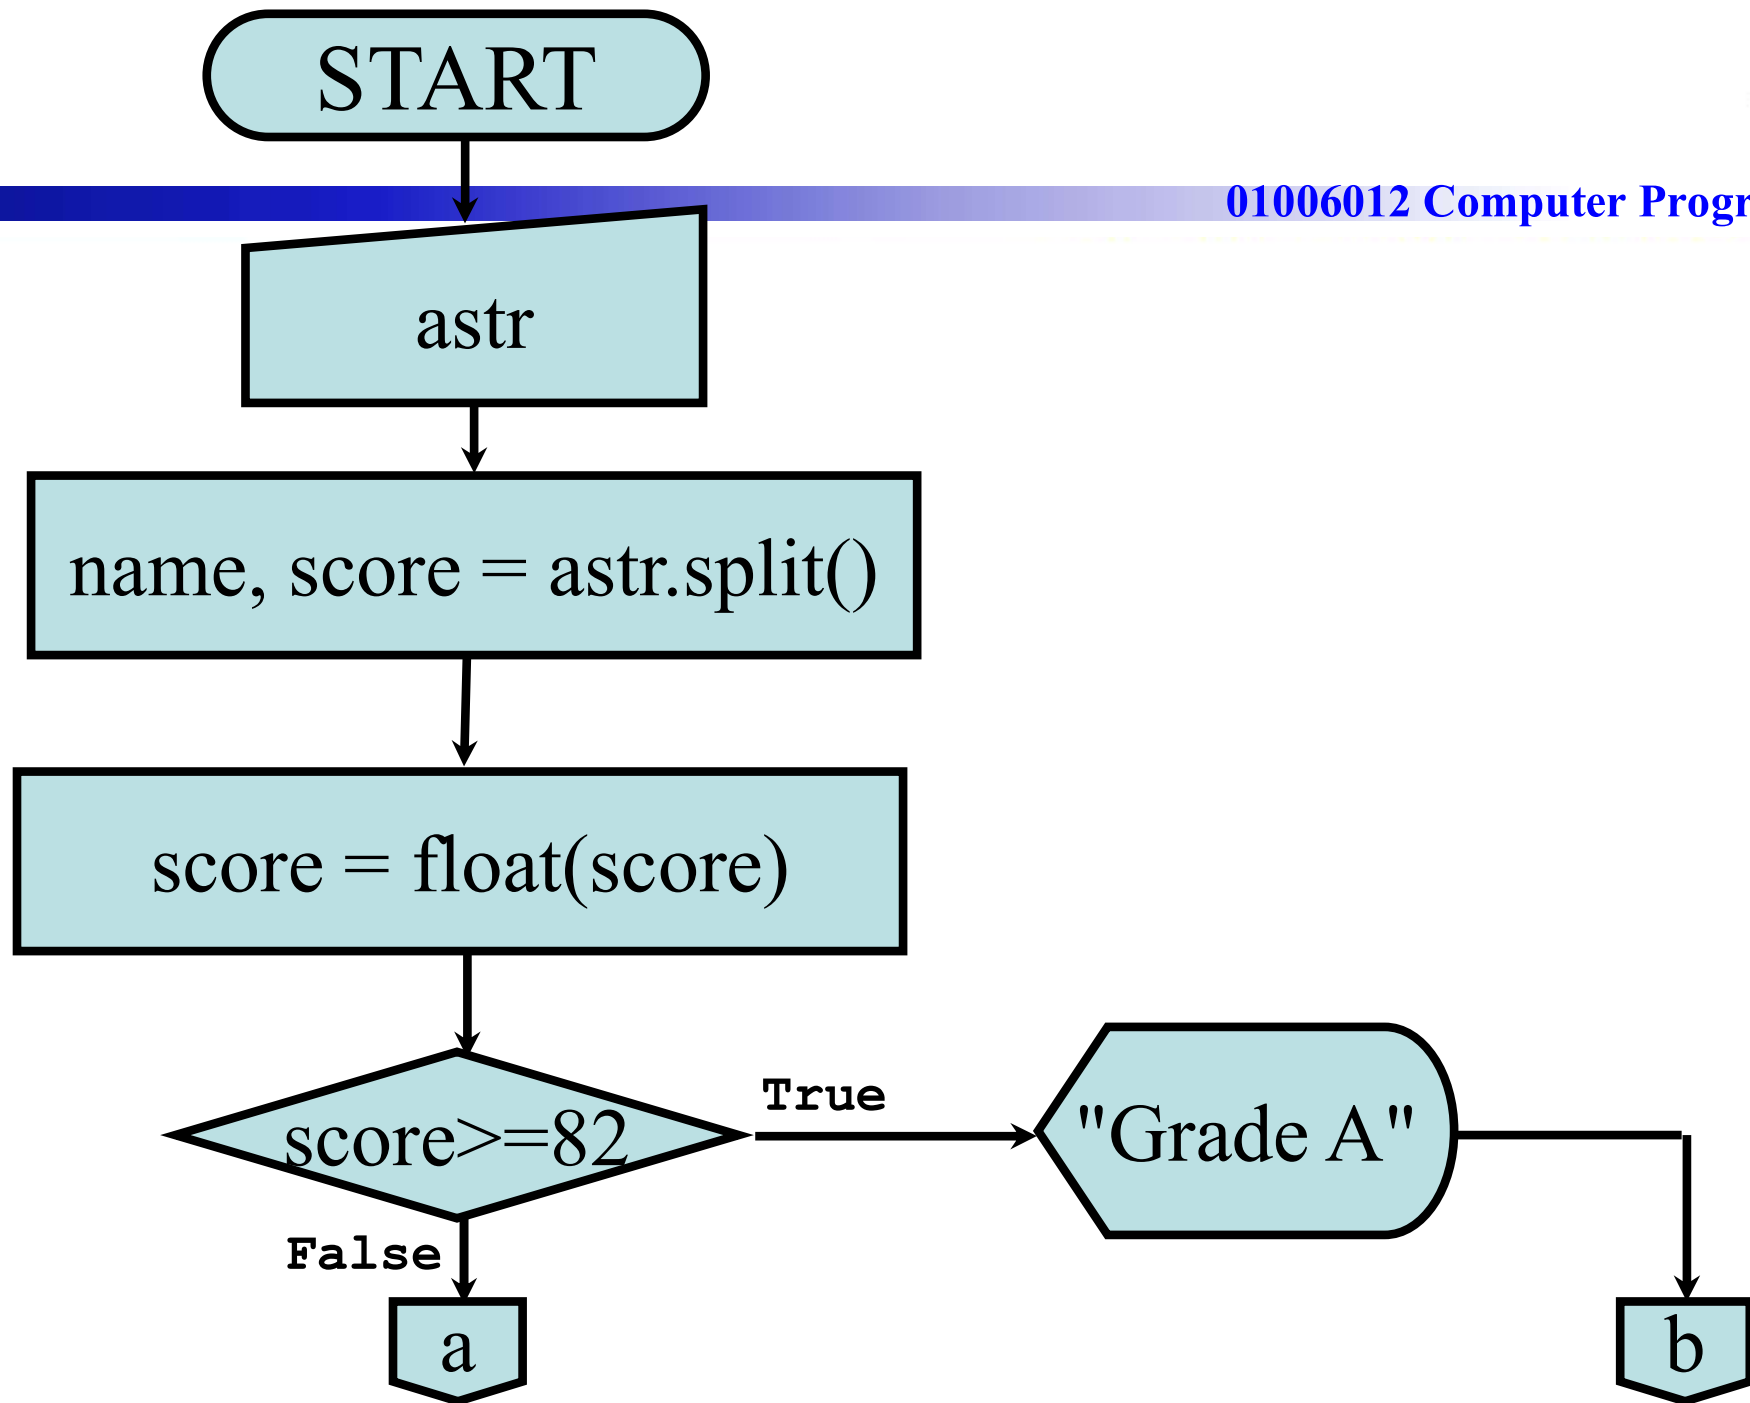 START
01006012 Computer Progr
astr
name, score = astr.split()
score = float(score)
score>=82
True
"Grade A"
False
a
b